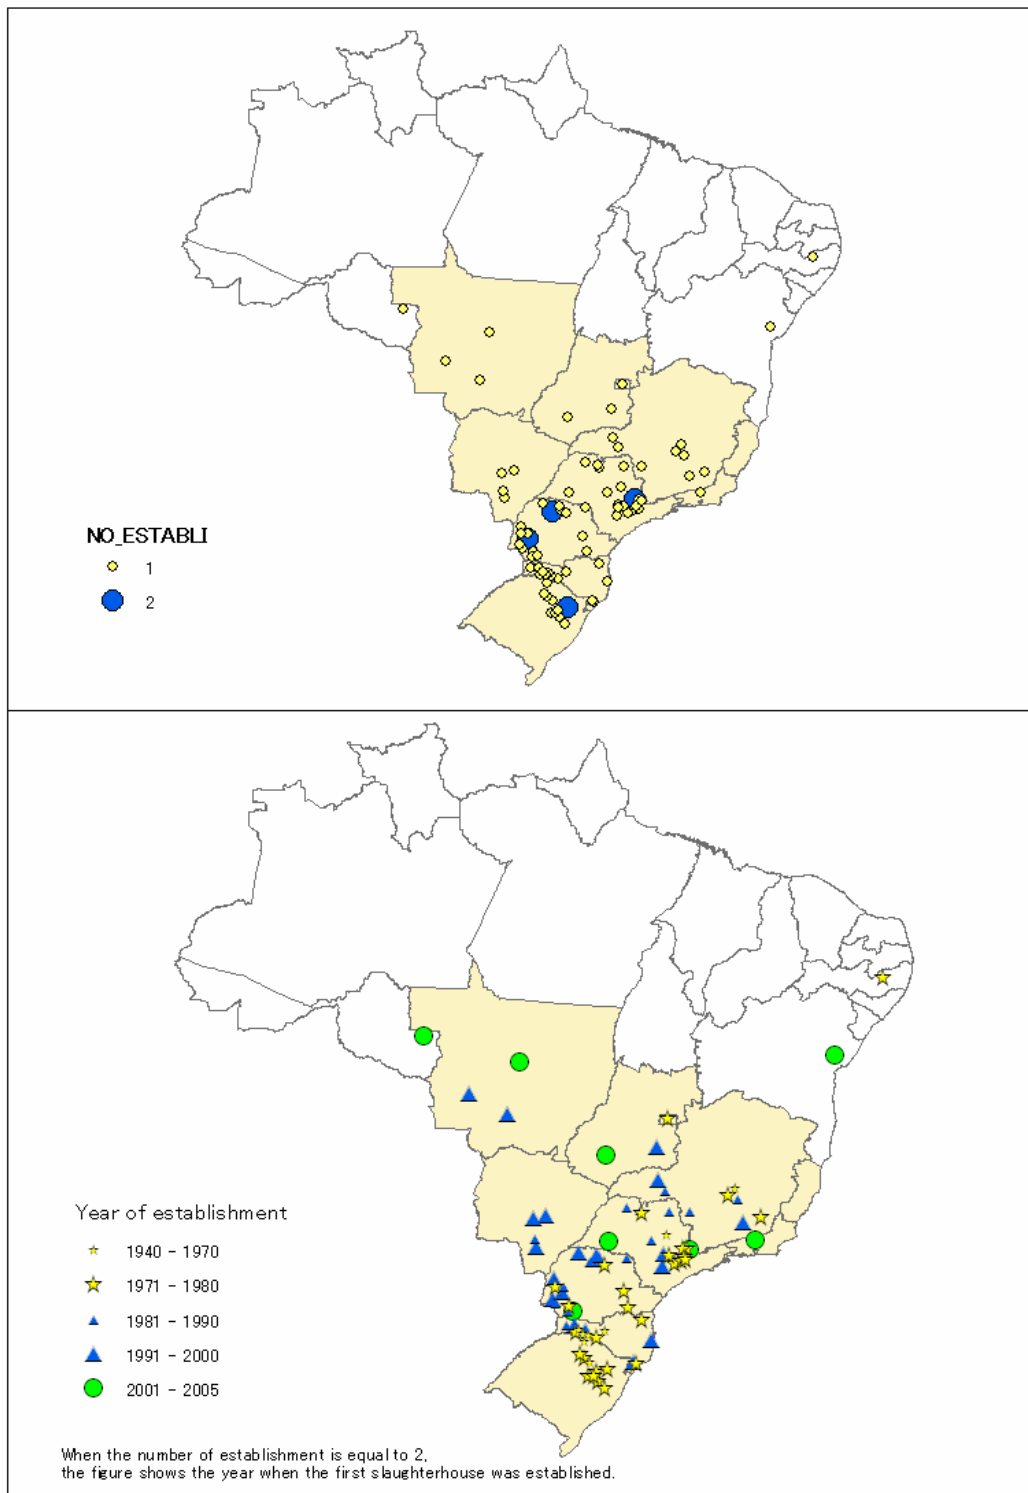 NO_ESTABLI
1
2
Year of establishment
1940 - 1970
1971 - 1980
1981 - 1990
1991 - 2000
2001 - 2005
When the number of establishment is equal to 2,
the figure shows the year when the first slaughterhouse was established.